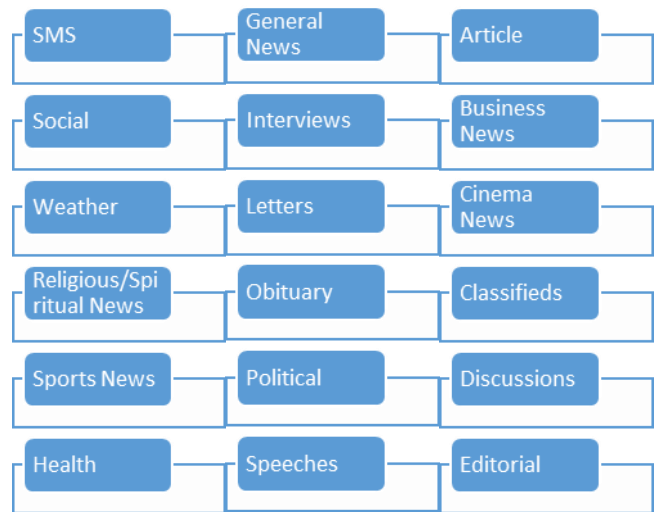 SMS
General
News
Article
Social
Interviews
Business
News
Weather
Letters
Cinema
News
Religious/Spi
ritual News
Obituary
Classifieds
Sports News
Political
Discussions
Health
Speeches
Editorial